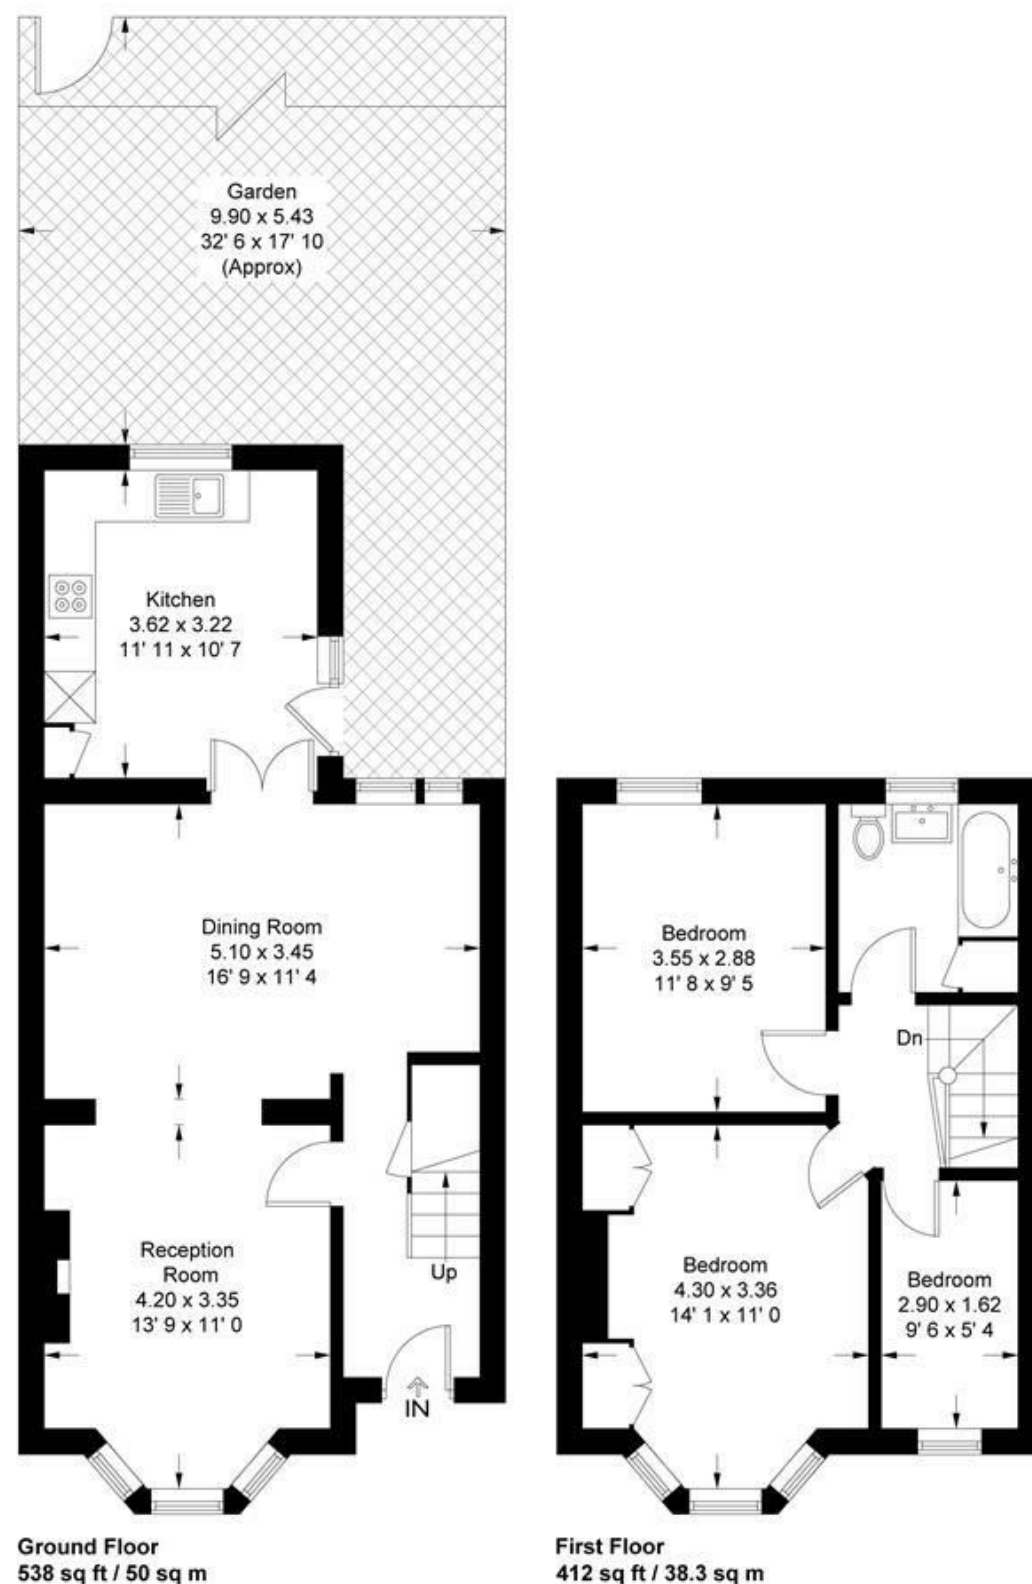 Garden
9.90 x 5.43
32' 6 x 17' 10
(Approx)
Kitchen
3.62 x 3.22
11' 11 x 10' 7
Dining Room
5.10 x 3.45
16' 9 x 11' 4
Reception
Room
4.20 x 3.35
13' 9 x 11' 0
Up
IN
Ground Floor
538 sq ft / 50 sq m
Bedroom
3.55 x 2.88
11' 8 x 9' 5
Dn
Bedroom
4.30 x 3.36
14' 1 x 11' 0
Bedroom
2.90 x 1.62
9' 6 x 5' 4
First Floor
412 sq ft / 38.3 sq m